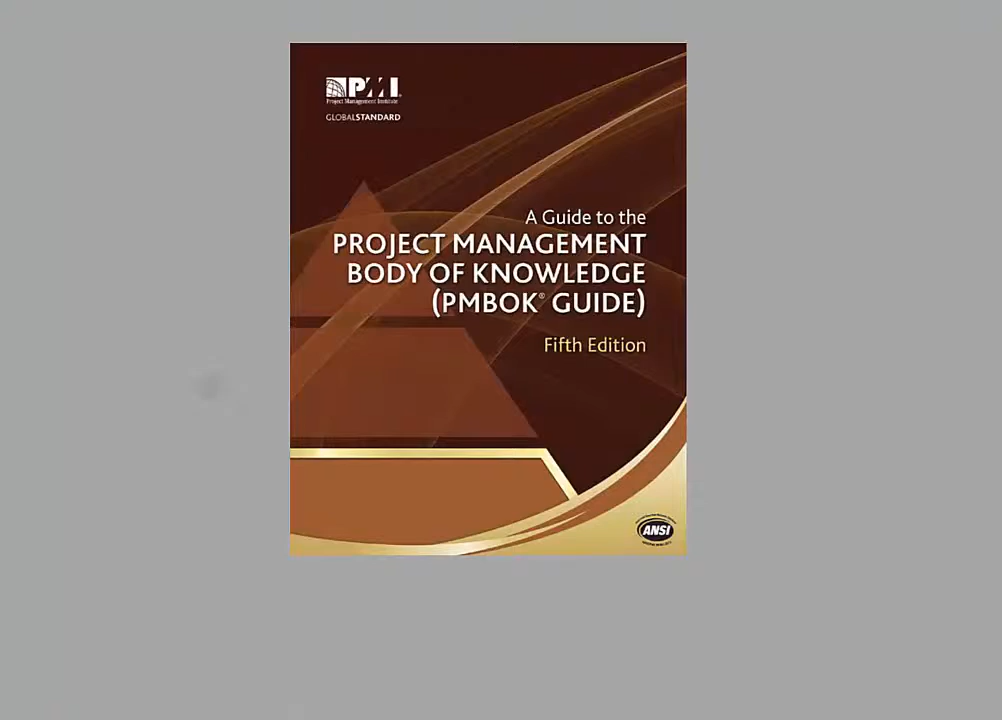 PMI
Project Management Institute
GLOBALSTANDARD
A Guide to the
PROJECT MANAGEMENT
BODY OF KNOWLEDGE
(PMBOK® GUIDE)
Fifth Edition
ANSI